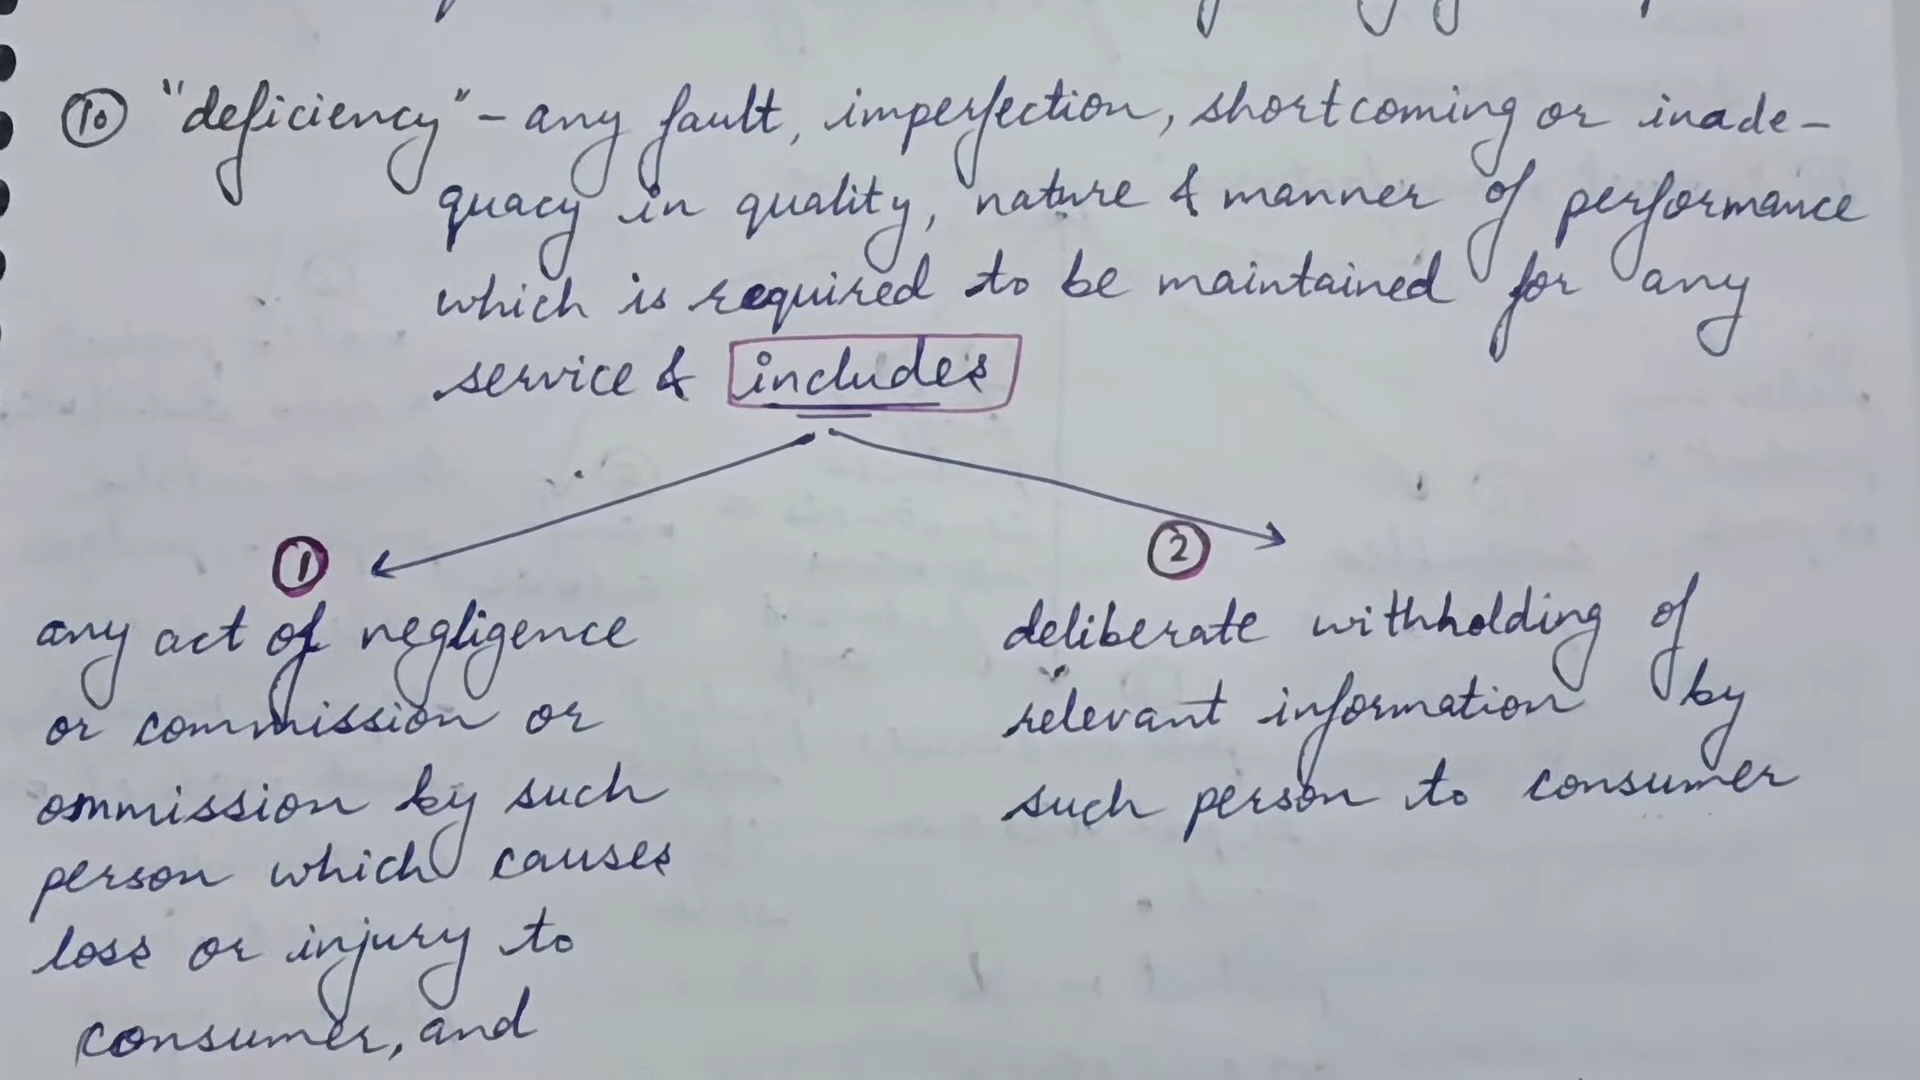 10 "deficiency" - any fault, imperfection, shortcoming or inade-
quacy in quality, nature & manner of performance
which is required to be maintained for any
service & includes
1
any act of negligence
or commission or
ommission by such
person which causes
loss or injury to
consumer, and
2
deliberate withholding of
relevant information by
such person to consumer